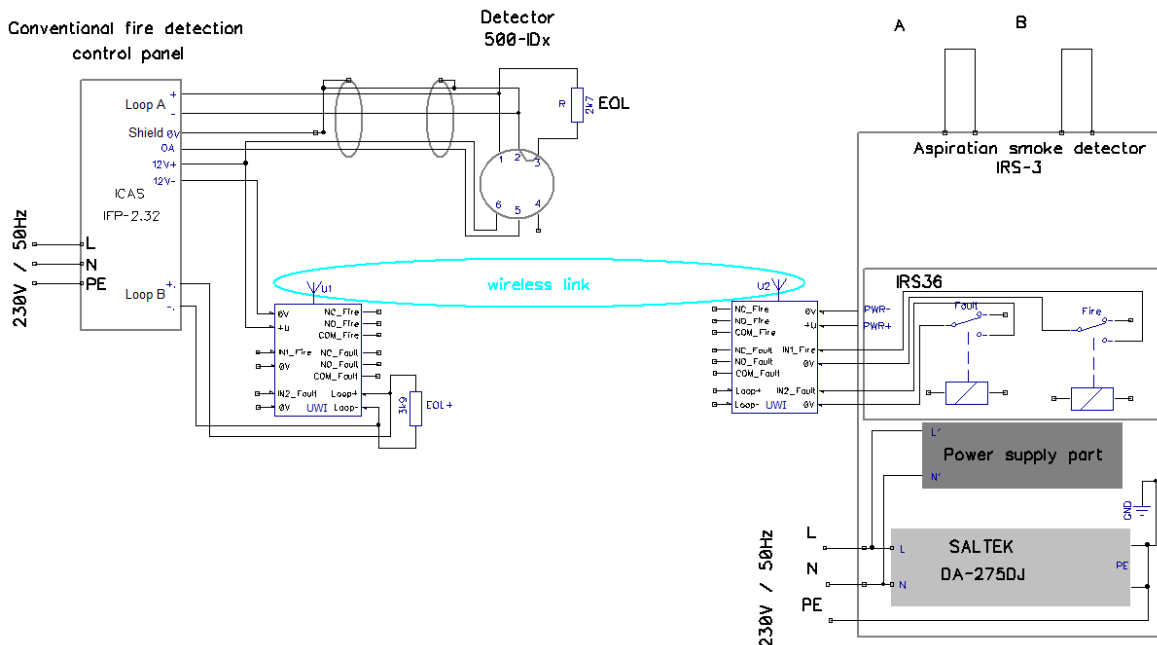 Conventional fire detection
control panel
Loop A
+
-
Shield 0V
OA
12V+
12V-
ICAS
IFP-2.32
230V / 50Hz
L
N
PE
Loop B
+
-
Detector
500-IDx
R
2k7
EOL
1
2
3
6
5
4
wireless link
U1
0V
+U
IN1_Fire
0V
IN2_Fault
0V
NC_Fire
NO_Fire
COM_Fire
NC_Fault
NO_Fault
COM_Fault
Loop+
UWI Loop-
3k9
EOL+
U2
NC_Fire
NO_Fire
COM_Fire
NC_Fault
NO_Fault
COM_Fault
Loop+
Loop-
0V
+U
IN1_Fire
0V
IN2_Fault
UWI 0V
A
B
Aspiration smoke detector
IRS-3
IRS36
PWR-
PWR+
Fault
Fire
L'
N'
Power supply part
GND
230V / 50Hz
L
N
PE
L
N
SALTEK
DA-275DJ
PE